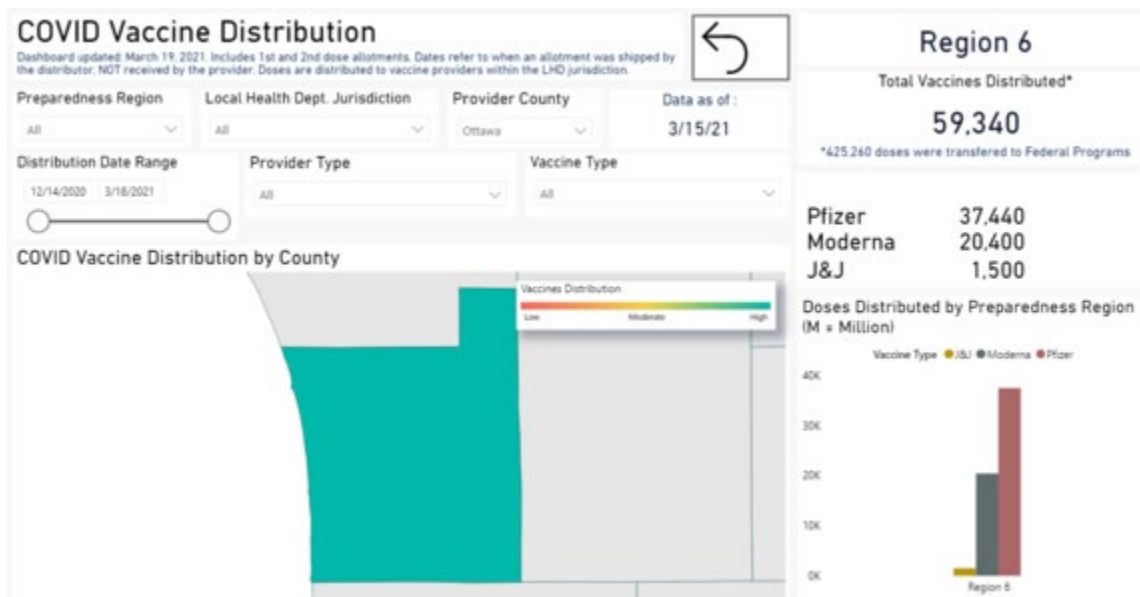 COVID Vaccine Distribution
Dashboard updated: March 19, 2021. Includes 1st and 2nd dose allotments. Dates refer to when an allotment was shipped by
the distributor, NOT received by the provider. Doses are distributed to vaccine providers within the LHD jurisdiction.
Preparedness Region
All
Local Health Dept. Jurisdiction
All
Provider County
Ottawa
Data as of :
3/15/21
Distribution Date Range
12/14/2020 3/18/2021
Provider Type
All
Vaccine Type
All
COVID Vaccine Distribution by County
Vaccines Distribution
Low Moderate High
Region 6
Total Vaccines Distributed*
59,340
*425,260 doses were transfered to Federal Programs
Pfizer 37,440
Moderna 20,400
J&J 1,500
Doses Distributed by Preparedness Region
(M = Million)
Vaccine Type J&J Moderna Pfizer
40K
30K
20K
10K
0K
Region 6